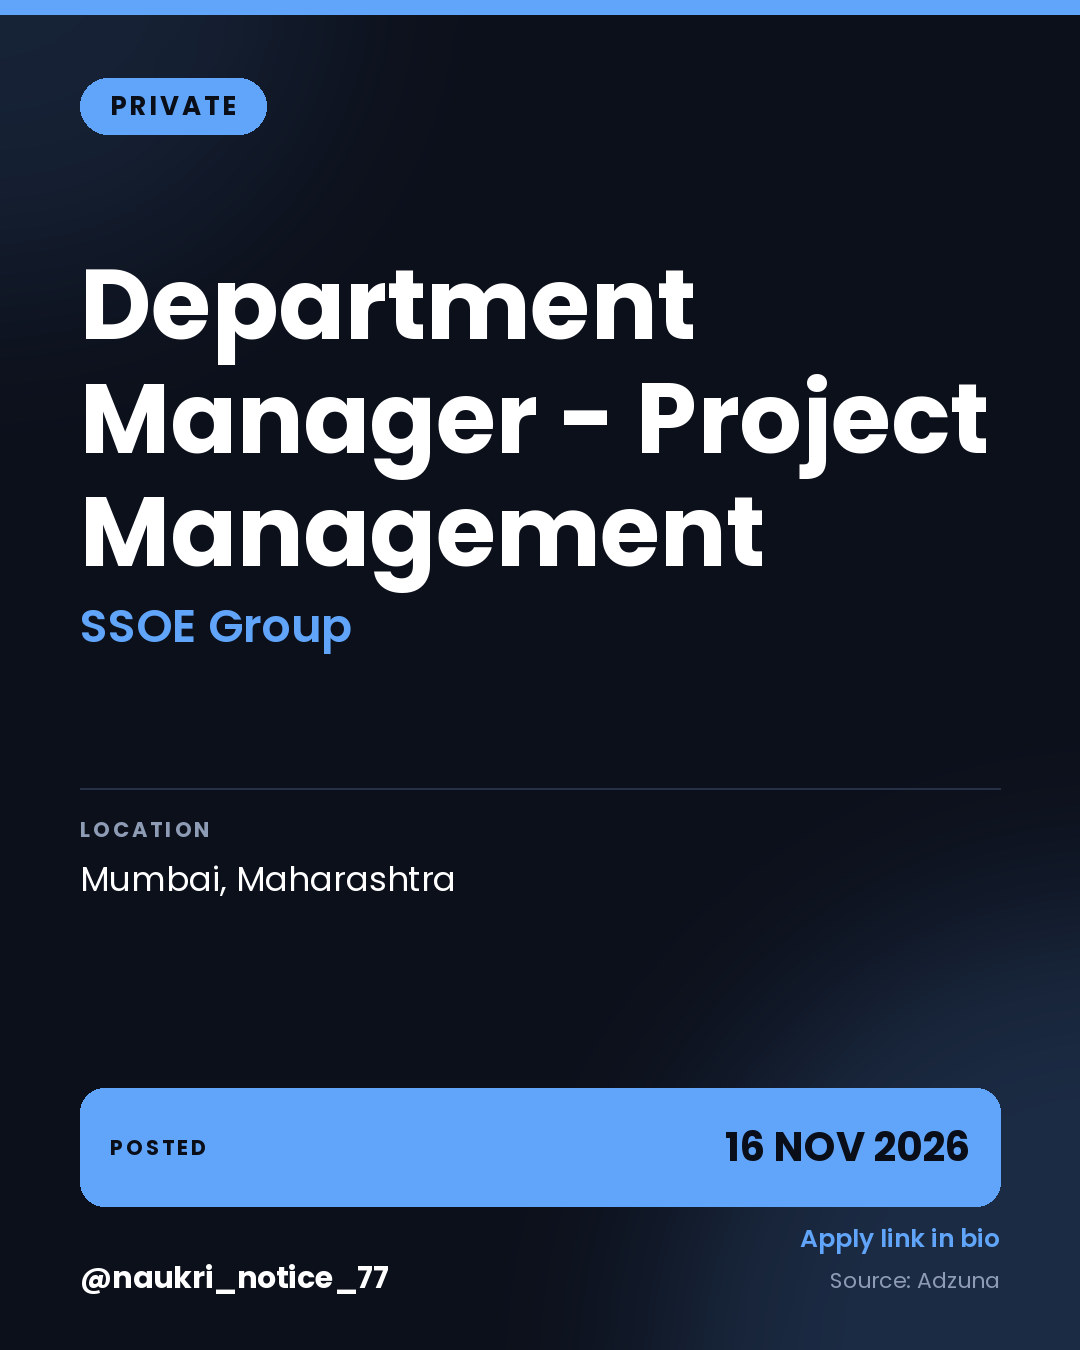 PRIVATE
Department
Manager - Project
Management
SSOE Group
LOCATION
Mumbai, Maharashtra
POSTED
16 NOV 2026
Apply link in bio
@naukri_notice_77
Source: Adzuna